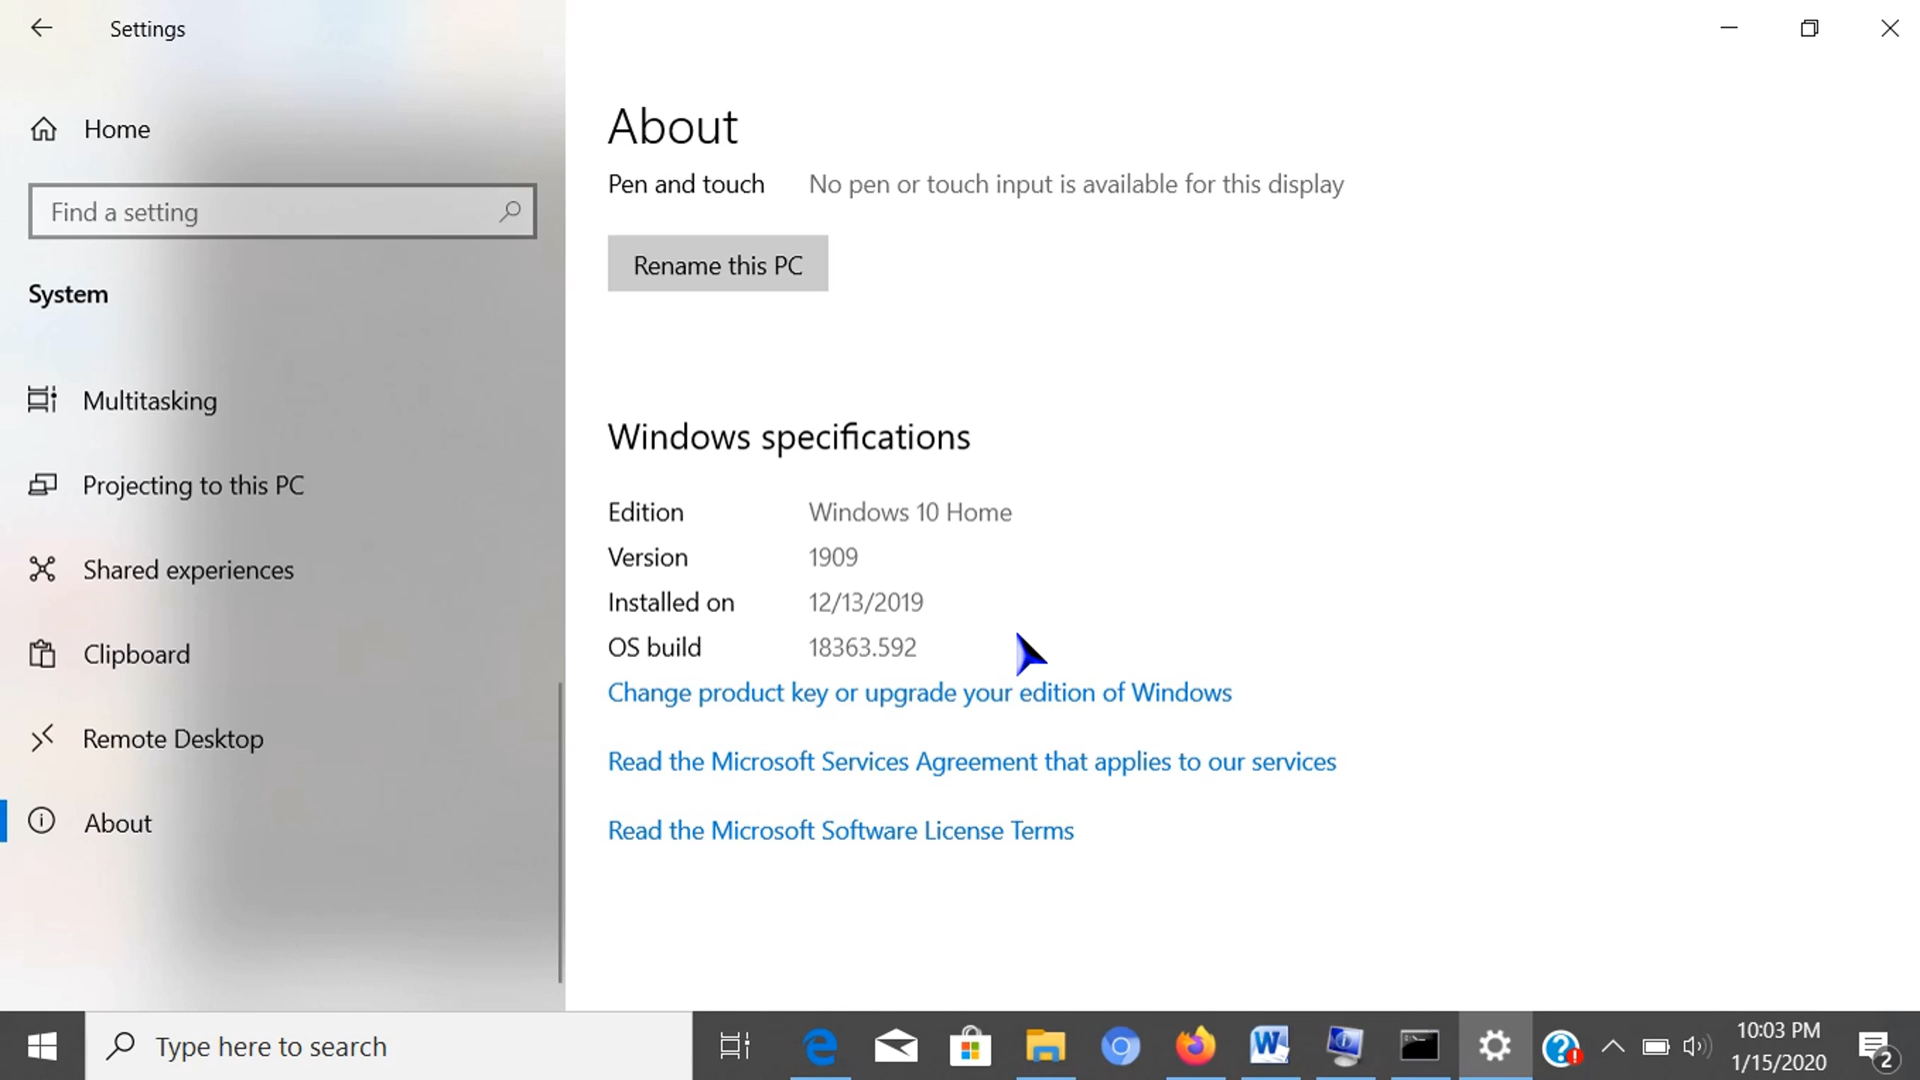 Settings
Home
Find a setting
System
Multitasking
Projecting to this PC
Shared experiences
Clipboard
Remote Desktop
About
About
Pen and touch No pen or touch input is available for this display
Rename this PC
Windows specifications
Edition Windows 10 Home
Version 1909
Installed on 12/13/2019
OS build 18363.592
Change product key or upgrade your edition of Windows
Read the Microsoft Services Agreement that applies to our services
Read the Microsoft Software License Terms
Type here to search
10:03 PM
1/15/2020
2